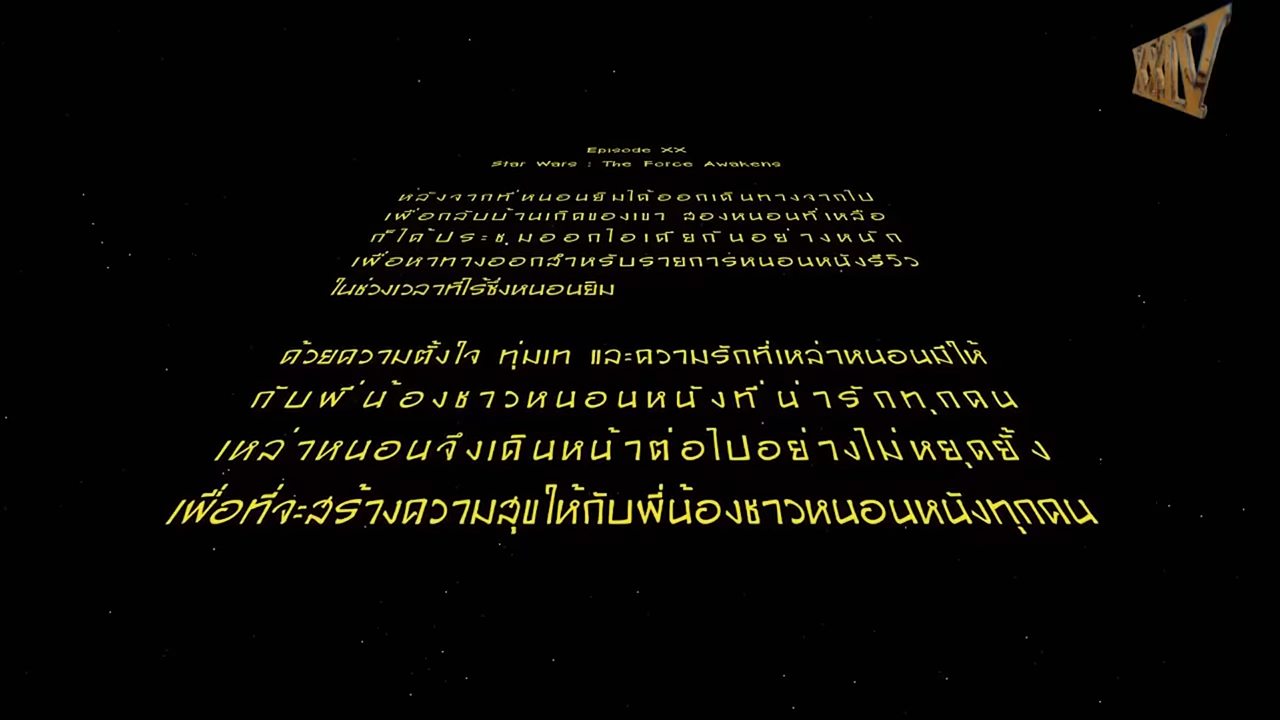 Episode XX
Star Wars : The Force Awakens
หลังจากที่หนอนยิมได้ออกเดินทางจากไป
เพื่อกลับบ้านเกิดของเขา สองหนอนที่เหลือ
ก็ได้ประชุมออกไอเดียกันอย่างหนัก
เพื่อหาทางออกสำหรับรายการหนอนหนังรีวิว
ในช่วงเวลาที่ไร้ซึ่งหนอนยิม
ด้วยความตั้งใจ ทุ่มเท และความรักที่เหล่าหนอนมีให้
กับพี่น้องชาวหนอนหนังที่น่ารักทุกคน
เหล่าหนอนจึงเดินหน้าต่อไปอย่างไม่หยุดยั้ง
เพื่อที่จะสร้างความสุขให้กับพี่น้องชาวหนอนหนังทุกคน